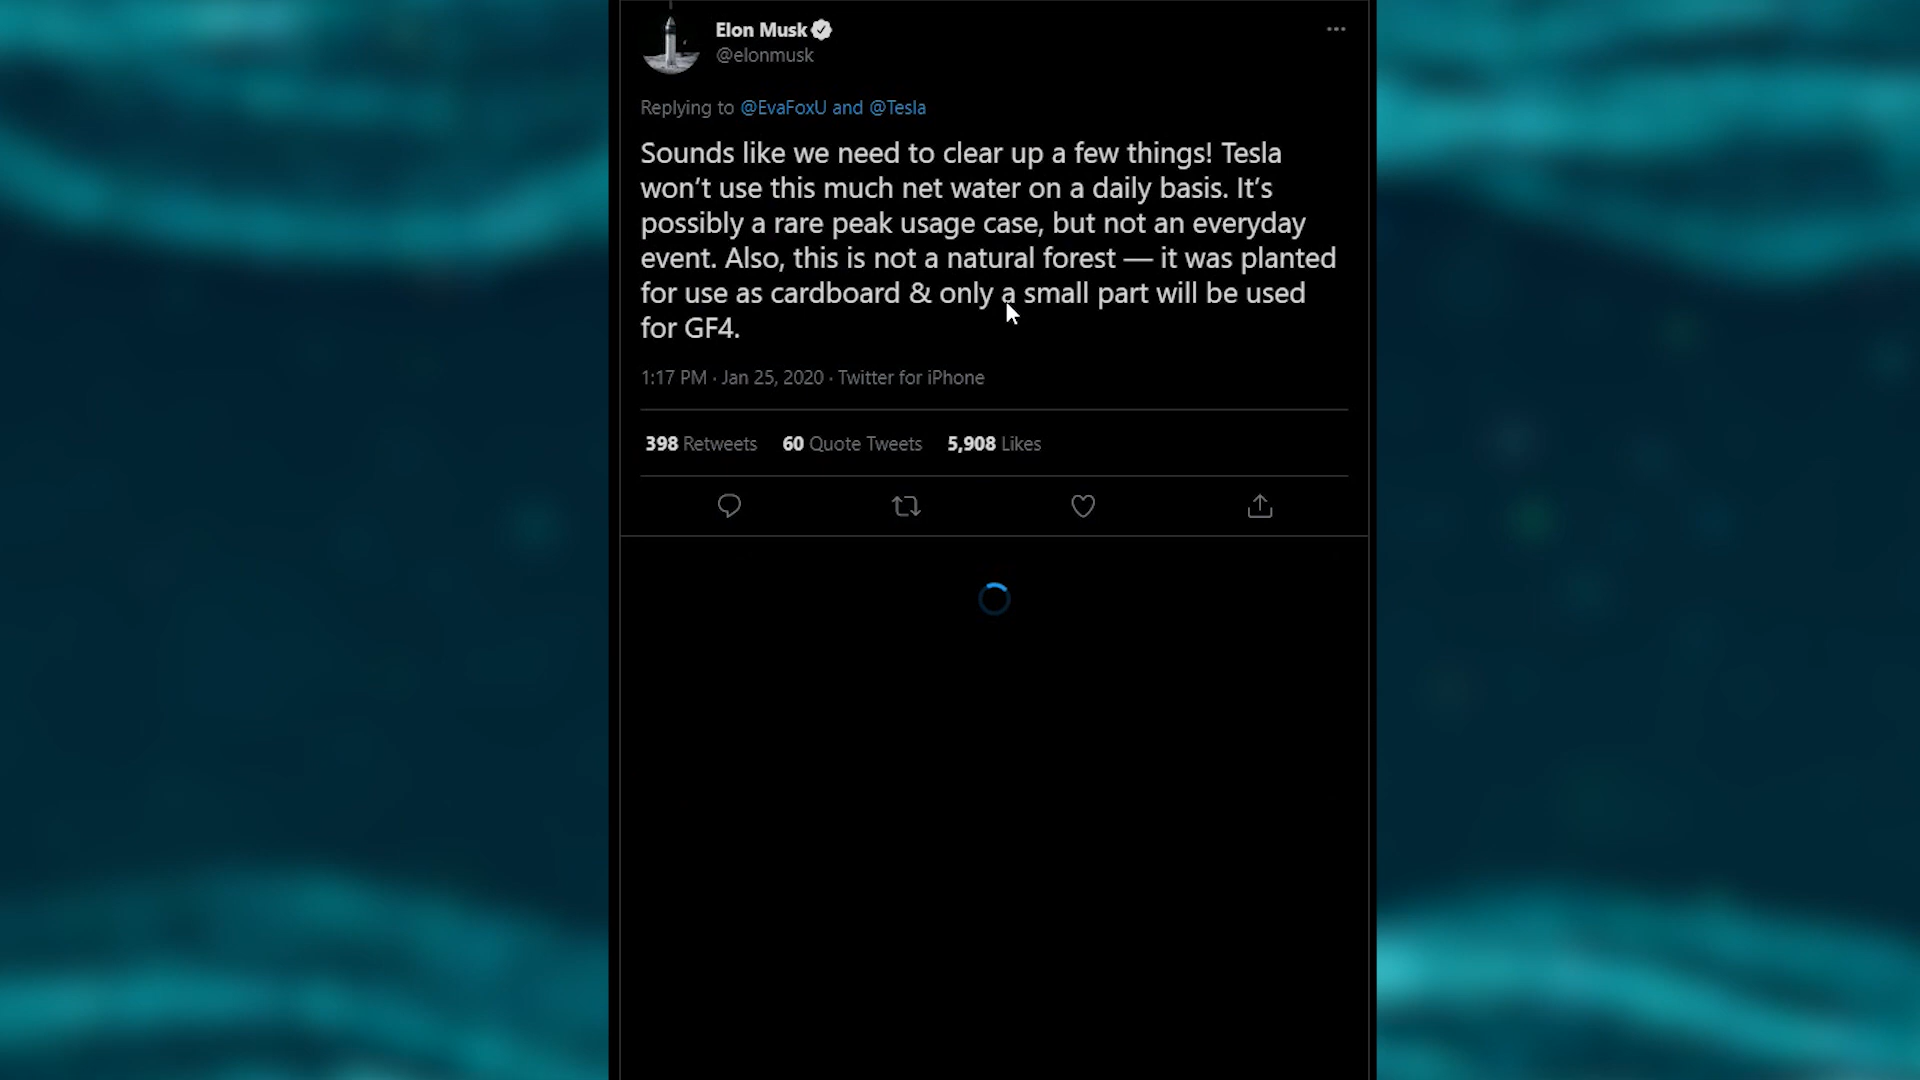 Elon Musk
@elonmusk
Replying to @EvaFoxU and @Tesla
Sounds like we need to clear up a few things! Tesla
won’t use this much net water on a daily basis. It’s
possibly a rare peak usage case, but not an everyday
event. Also, this is not a natural forest — it was planted
for use as cardboard & only a small part will be used
for GF4.
1:17 PM · Jan 25, 2020 · Twitter for iPhone
398 Retweets 60 Quote Tweets 5,908 Likes